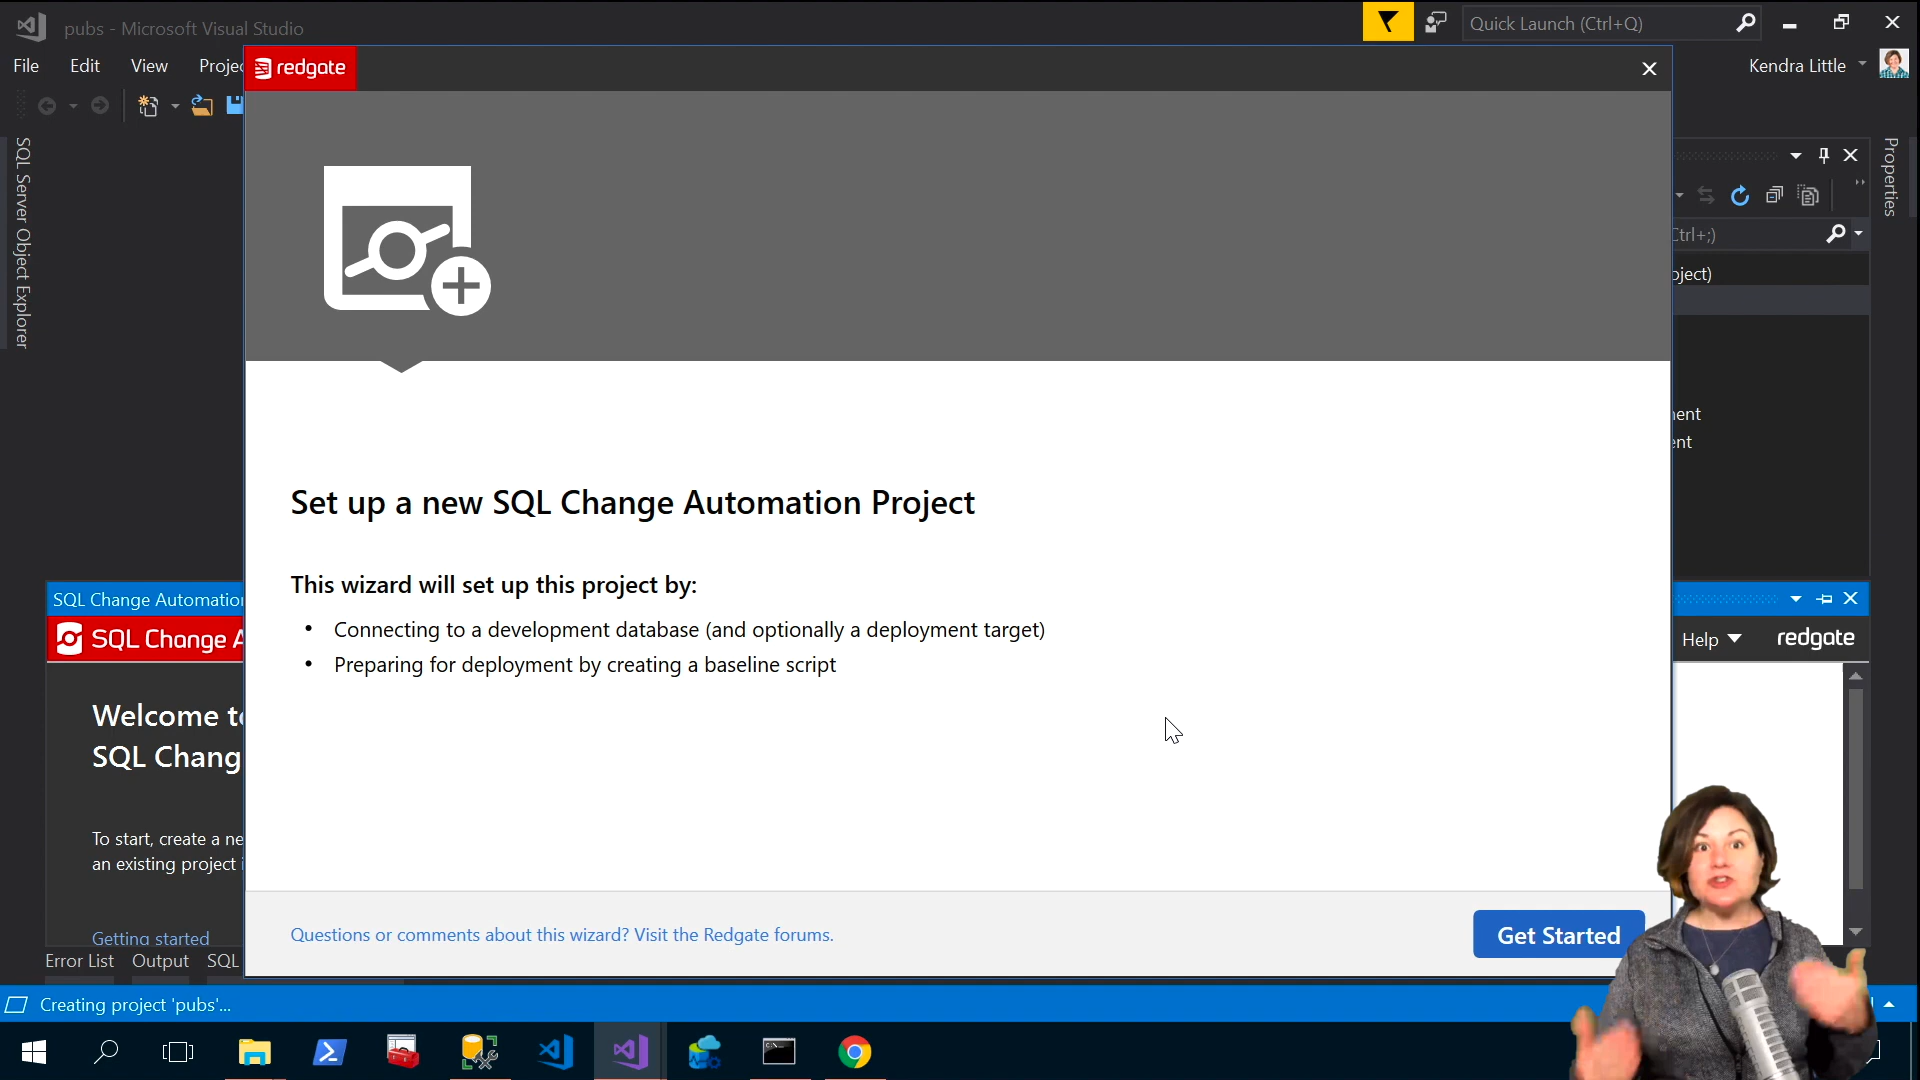 pubs - Microsoft Visual Studio
Quick Launch (Ctrl+Q)
File Edit View Projec
Kendra Little
redgate
SQL Server Object Explorer
Properties
Ctrl+;)
oject)
ent
nt
Set up a new SQL Change Automation Project
This wizard will set up this project by:
• Connecting to a development database (and optionally a deployment target)
• Preparing for deployment by creating a baseline script
SQL Change Automation
SQL Change A
Help
redgate
Welcome to
SQL Chang
To start, create a ne
an existing project i
Getting started
Questions or comments about this wizard? Visit the Redgate forums.
Get Started
Error List Output SQL
Creating project 'pubs'...